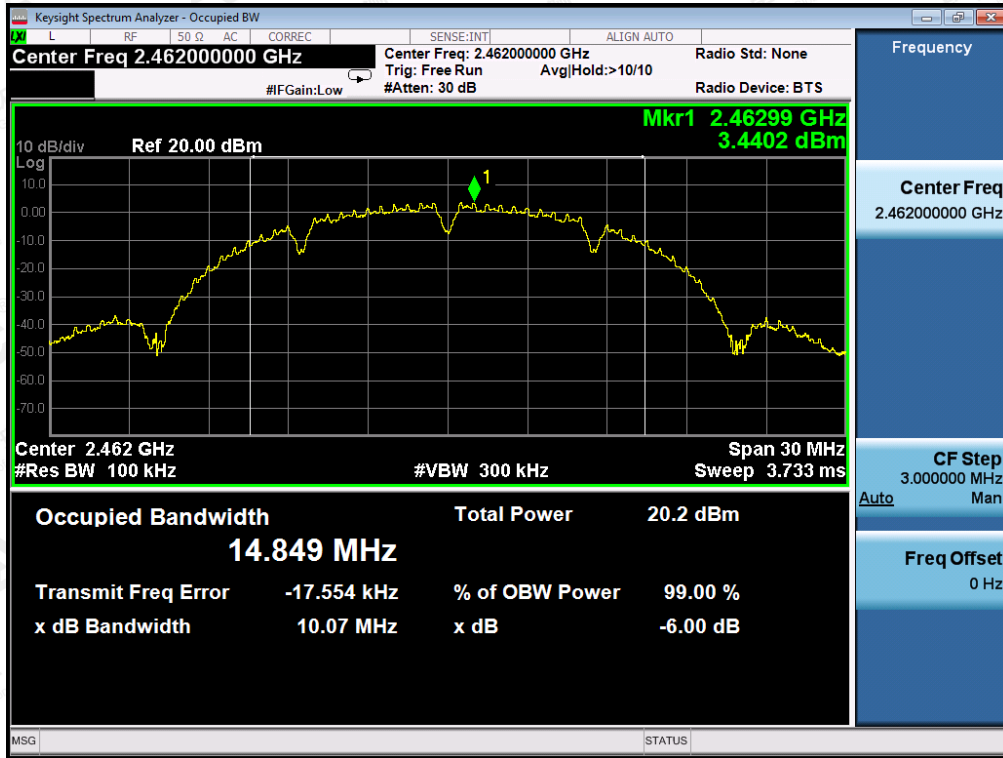 Keysight Spectrum Analyzer - Occupied BW
LXI L RF 50 Ω AC CORREC SENSE:INT ALIGN AUTO
Center Freq 2.462000000 GHz
Center Freq: 2.462000000 GHz Radio Std: None
Trig: Free Run Avg|Hold:>10/10
#IFGain:Low #Atten: 30 dB Radio Device: BTS
Mkr1 2.46299 GHz
3.4402 dBm
10 dB/div Ref 20.00 dBm
Log
10.0
1
0.00
-10.0
-20.0
-30.0
-40.0
-50.0
-60.0
-70.0
Center 2.462 GHz Span 30 MHz
#Res BW 100 kHz #VBW 300 kHz Sweep 3.733 ms
Occupied Bandwidth Total Power 20.2 dBm
14.849 MHz
Transmit Freq Error -17.554 kHz % of OBW Power 99.00 %
x dB Bandwidth 10.07 MHz x dB -6.00 dB
MSG STATUS
Frequency
Center Freq
2.462000000 GHz
CF Step
3.000000 MHz
Auto Man
Freq Offset
0 Hz